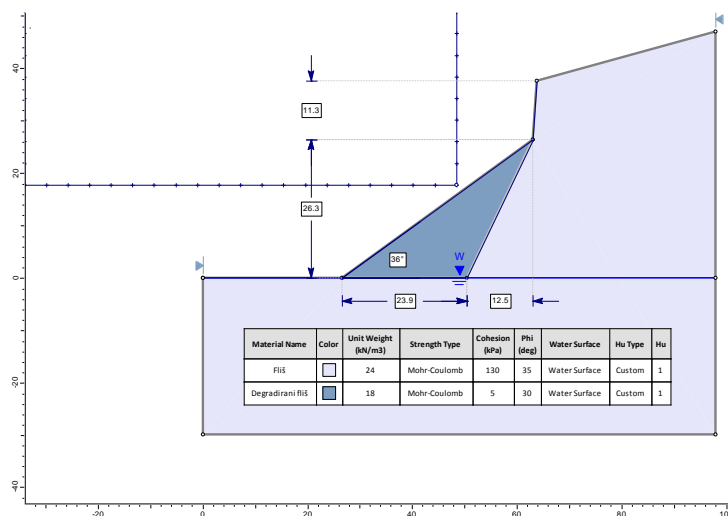 40
11.3
20
26.3
36°
W
0
23.9
12.5
Material Name Color Unit Weight (kN/m3) Strength Type Cohesion (kPa) Phi (deg) Water Surface Hu Type Hu
Fliš 24 Mohr-Coulomb 130 35 Water Surface Custom 1
Degradirani fliš 18 Mohr-Coulomb 5 30 Water Surface Custom 1
-20
-40
-20 0 20 40 60 80